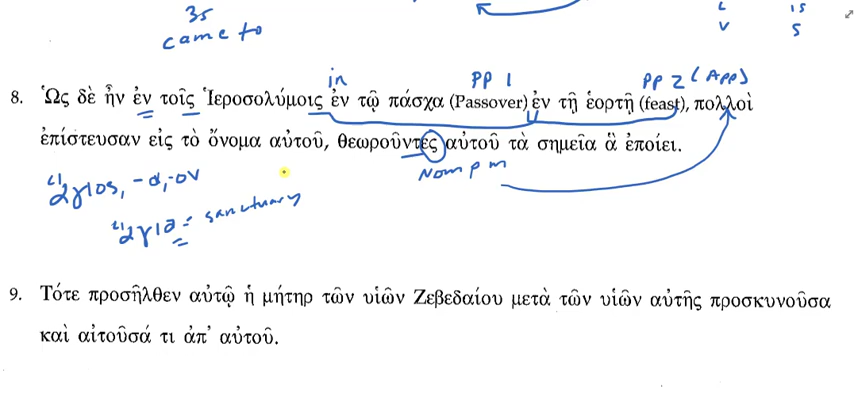 3s
L 1s
came to
V S
in PP 1 PP 2 (App)
8. Ὡς δὲ ἦν ἐν τοῖς Ἱεροσολύμοις ἐν τῷ πάσχα (Passover) ἐν τῇ ἑορτῇ (feast), πολλοὶ
ἐπίστευσαν εἰς τὸ ὄνομα αὐτοῦ, θεωροῦντες αὐτοῦ τὰ σημεῖα ἃ ἐποίει.
Nom p m
ἅγιος, -α, -ον
ἅγια = sanctuary
9. Τότε προσῆλθεν αὐτῷ ἡ μήτηρ τῶν υἱῶν Ζεβεδαίου μετὰ τῶν υἱῶν αὐτῆς προσκυνοῦσα
καὶ αἰτοῦσά τι ἀπ’ αὐτοῦ.